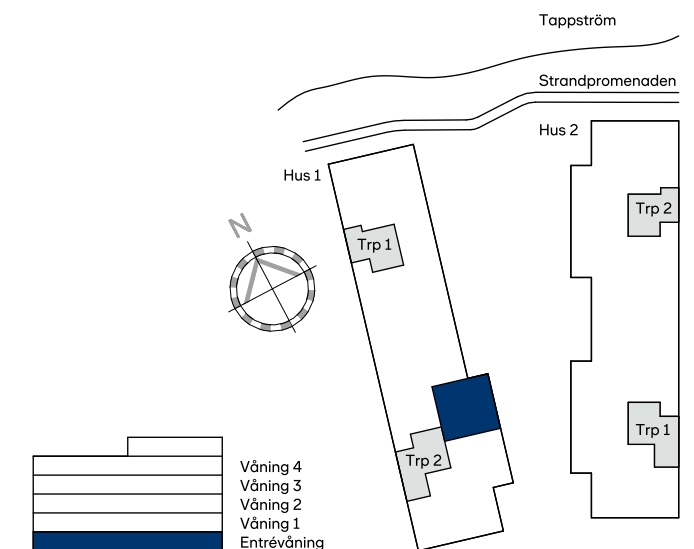 Tappström
Strandpromenaden
Hus 2
Hus 1
Trp 2
N
Trp 1
Trp 1
Trp 2
Våning 4
Våning 3
Våning 2
Våning 1
Entrévåning